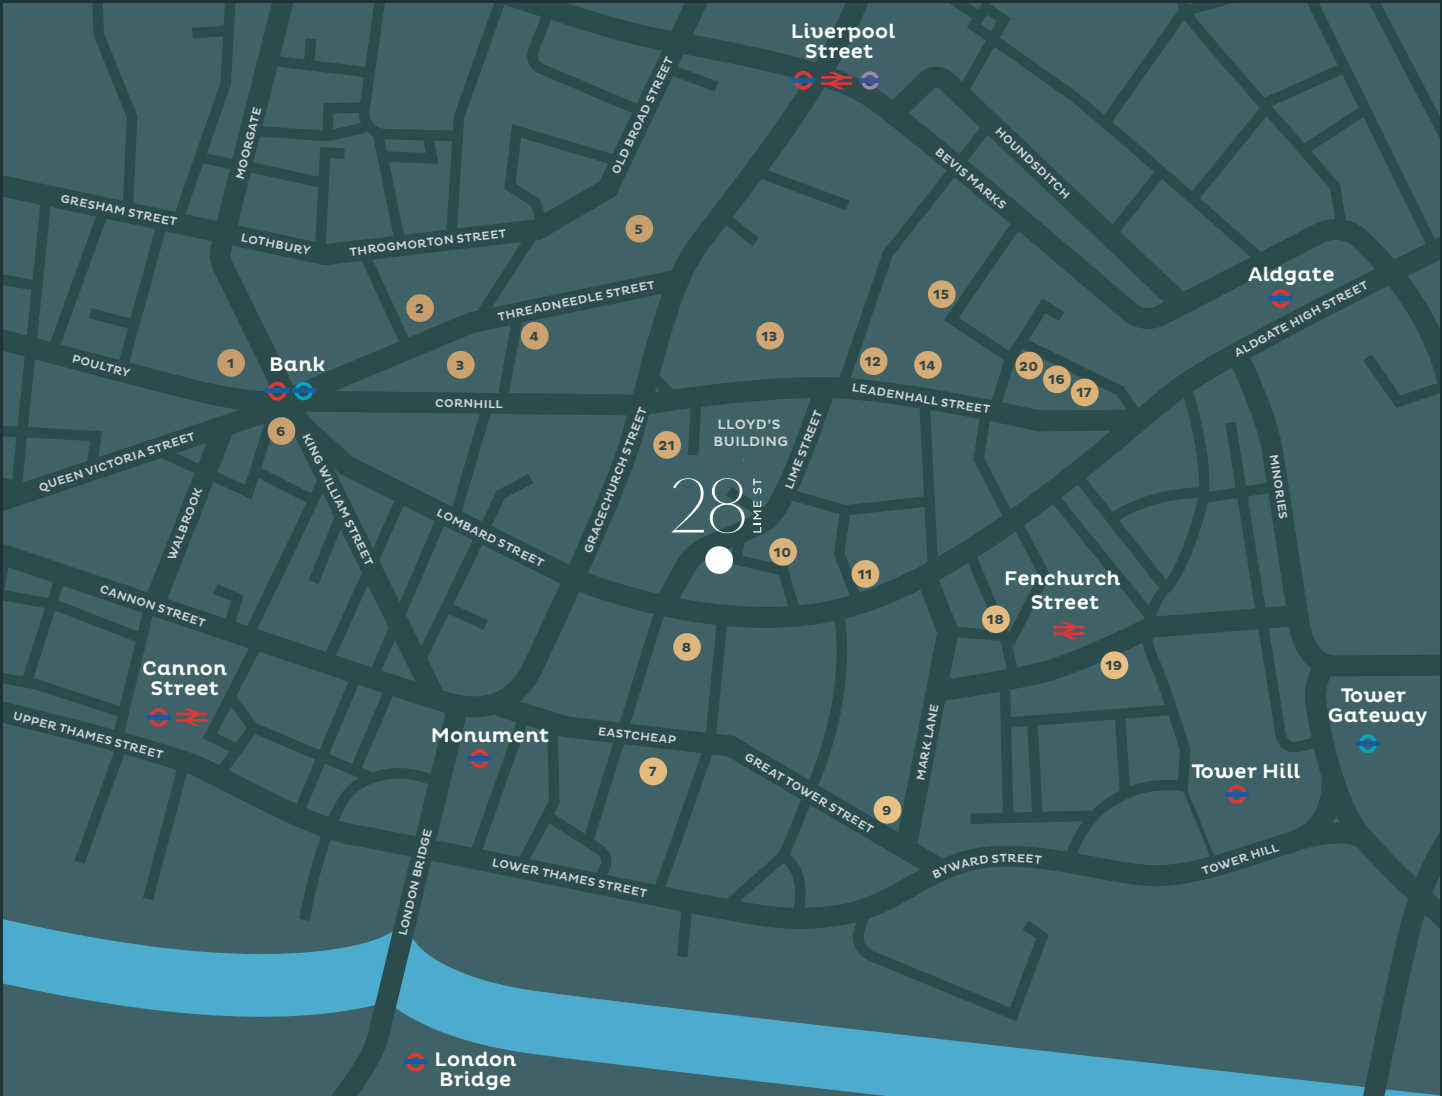 Liverpool
Street
MOORGATE
OLD BROAD STREET
HOUNDSDITCH
BEVIS MARKS
GRESHAM STREET
LOTHBURY
THROGMORTON STREET
5
Aldgate
THREADNEEDLE STREET
15
2
ALDGATE HIGH STREET
4
13
1
Bank
3
12
14
20
16
17
POULTRY
CORNHILL
LEADENHALL STREET
6
LLOYD'S
BUILDING
21
QUEEN VICTORIA STREET
KING WILLIAM STREET
GRACECHURCH STREET
LIME STREET
MINORIES
28
LIME ST
WALBROOK
LOMBARD STREET
10
11
Fenchurch
Street
CANNON STREET
18
8
19
Cannon
Street
Tower
Gateway
UPPER THAMES STREET
Monument
EASTCHEAP
MARK LANE
7
GREAT TOWER STREET
Tower Hill
9
LONDON BRIDGE
LOWER THAMES STREET
BYWARD STREET
TOWER HILL
London
Bridge